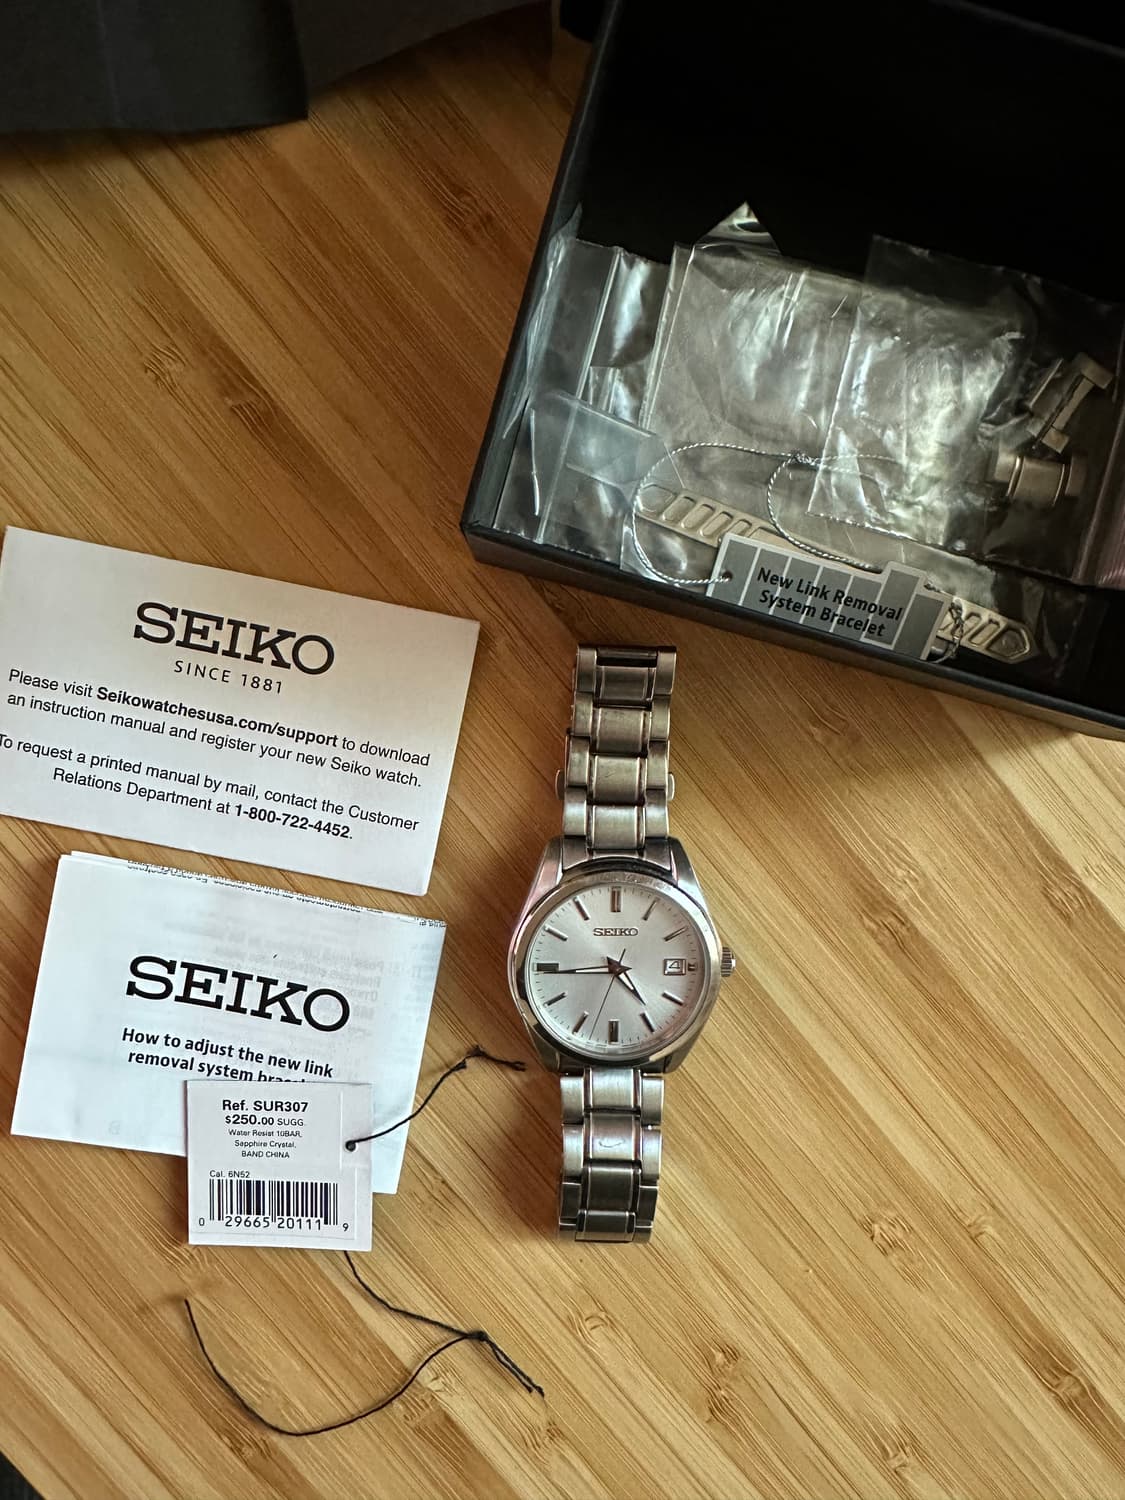 New Link Removal
System Bracelet
SEIKO
SINCE 1881
Please visit Seikowatchesusa.com/support to download
an instruction manual and register your new Seiko watch.
To request a printed manual by mail, contact the Customer
Relations Department at 1-800-722-4452.
SEIKO
4
SEIKO
How to adjust the new link
removal system
Ref. SUR307
$250.00 SUGG.
Water Resist 10BAR,
Sapphire Crystal,
BAND CHINA
Cal. 6N52
0 29665 20111 9